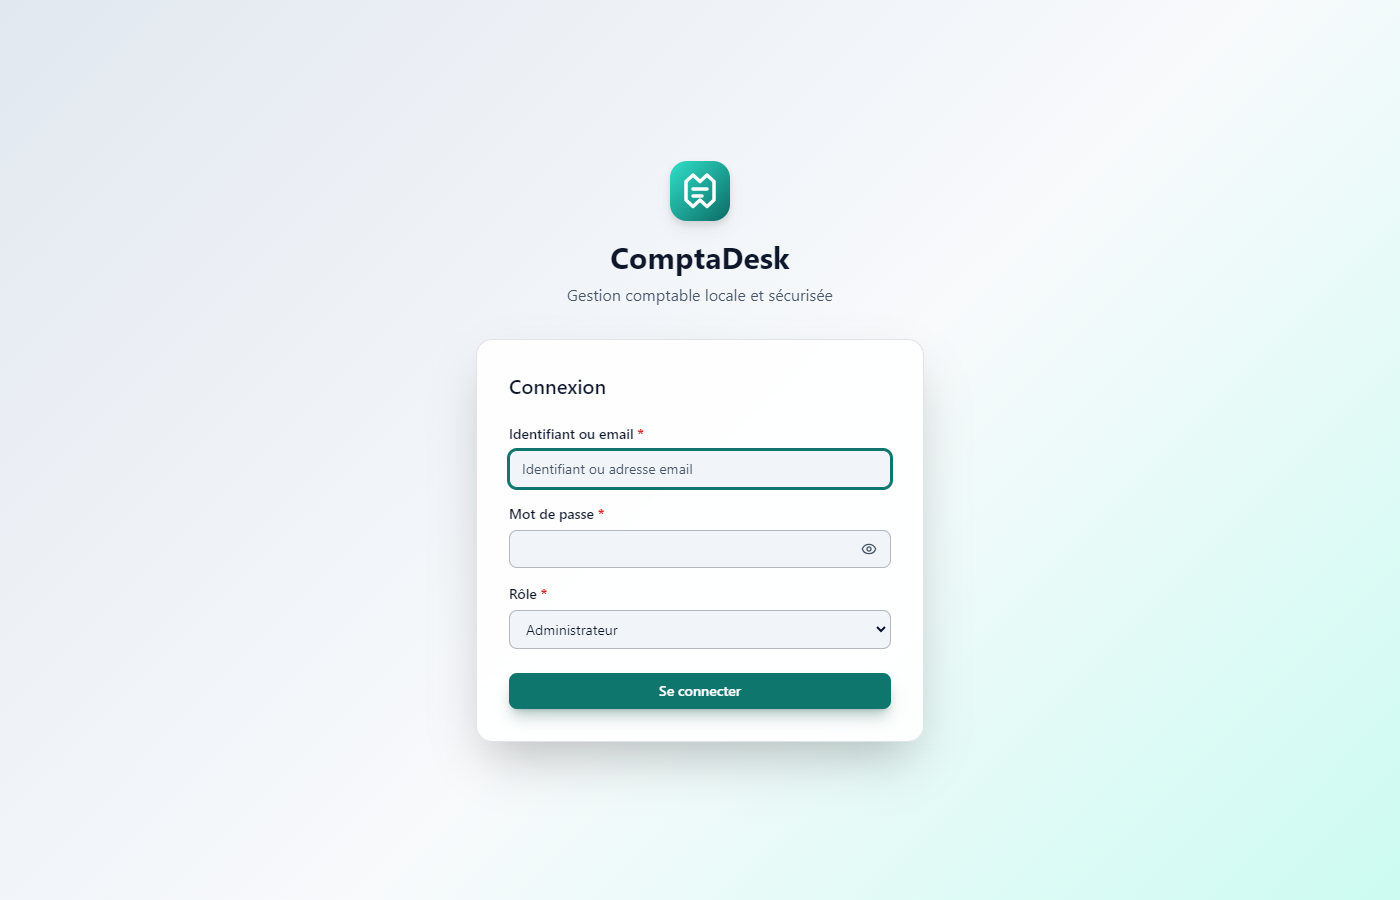 ComptaDesk
Gestion comptable locale et sécurisée
Connexion
Identifiant ou email *
Identifiant ou adresse email
Mot de passe *
Rôle *
Administrateur
Se connecter